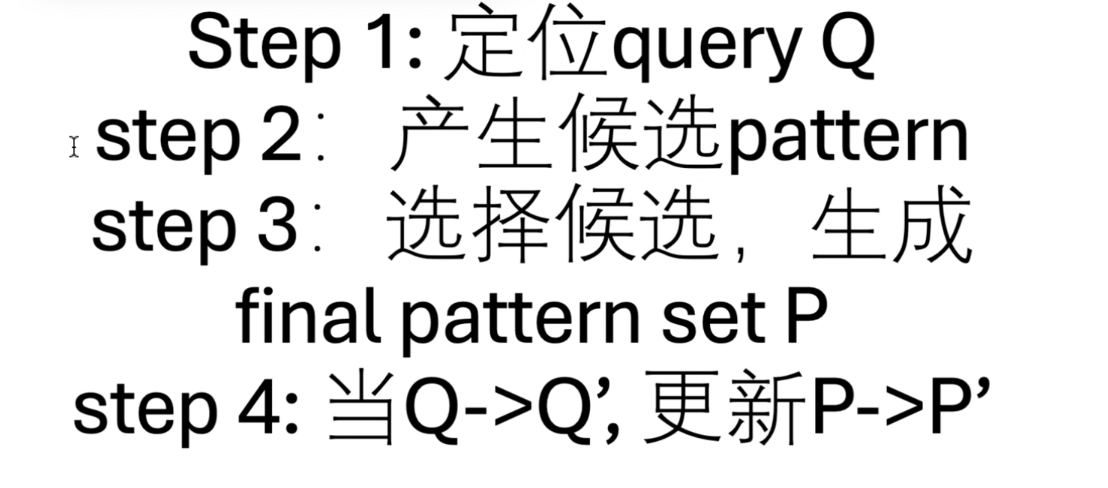 Step 1: 定位query Q
step 2： 产生候选pattern
step 3： 选择候选， 生成
final pattern set P
step 4: 当Q->Q’, 更新P->P’